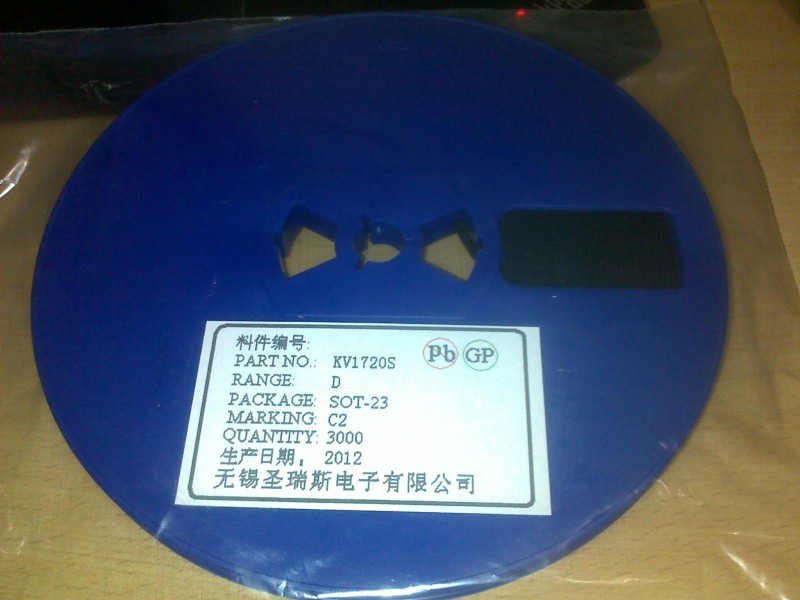 料件编号:
PART NO.: KV1720S
Pb GP
RANGE: D
PACKAGE: SOT-23
MARKING: C2
QUANTITY: 3000
生产日期: 2012
无锡圣瑞斯电子有限公司